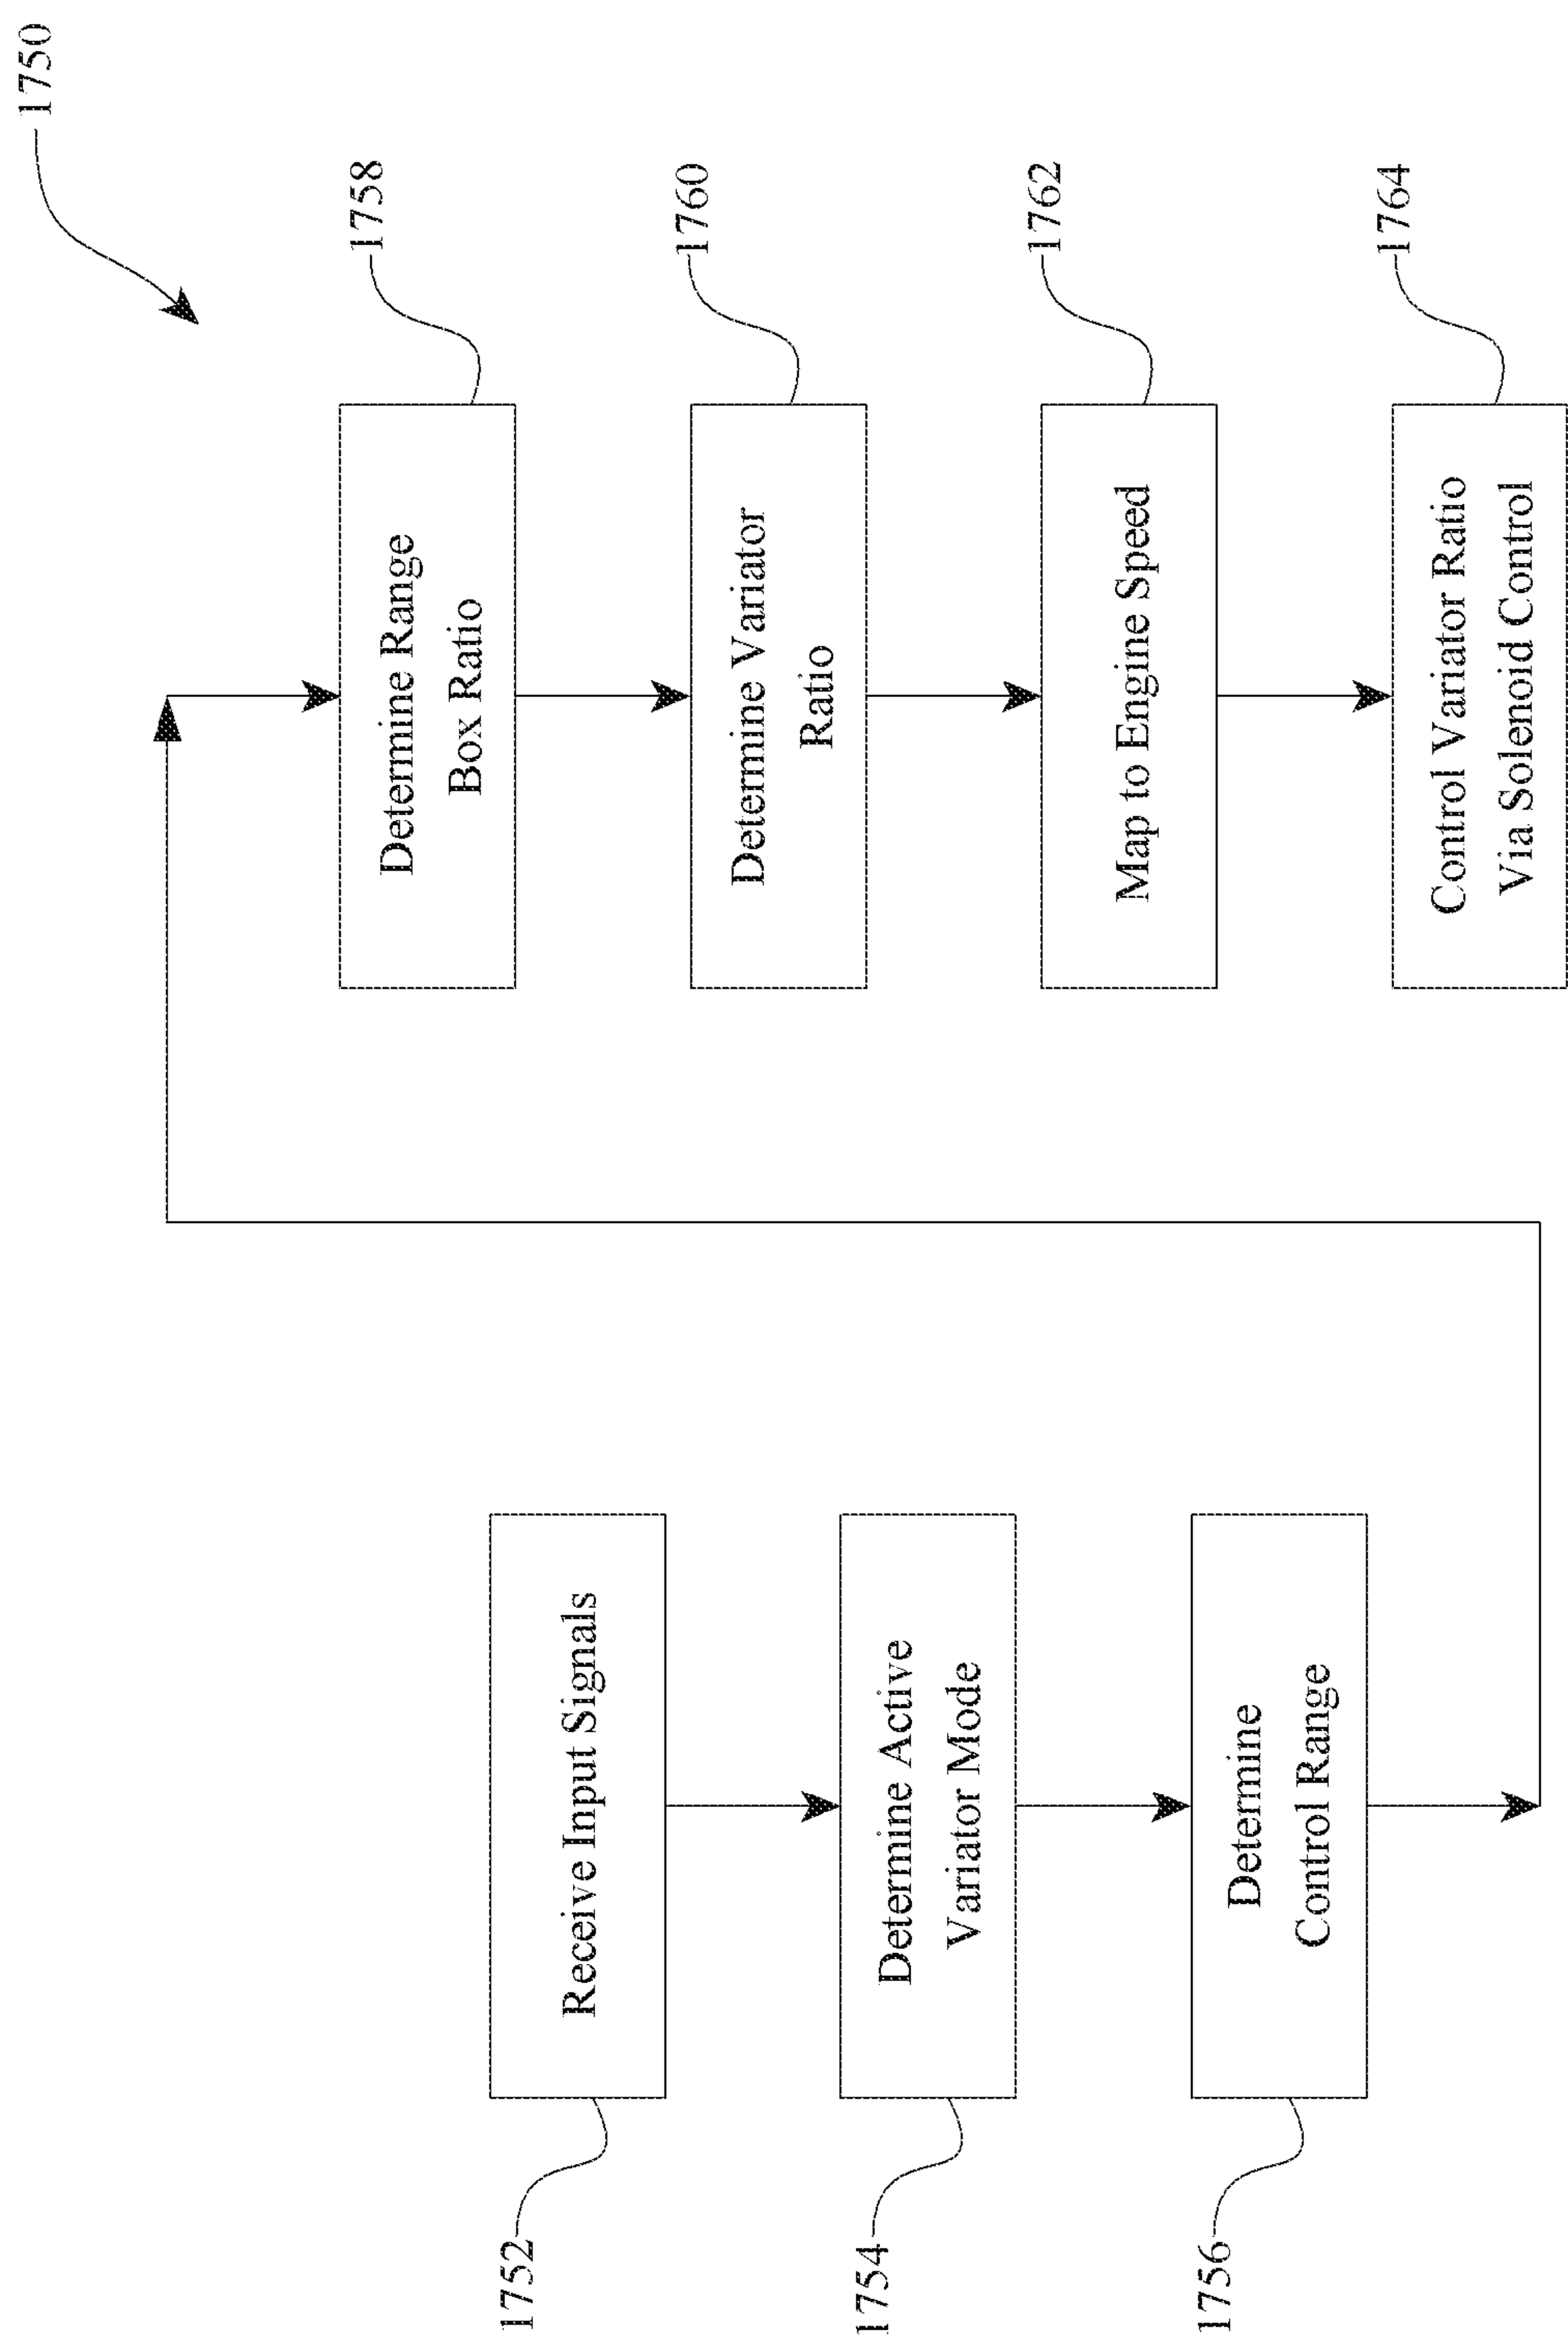 1750
1752
Receive Input Signals
1754
Determine Active
Variator Mode
1756
Determine
Control Range
1758
Determine Range
Box Ratio
1760
Determine Variator
Ratio
1762
Map to Engine Speed
1764
Control Variator Ratio
Via Solenoid Control